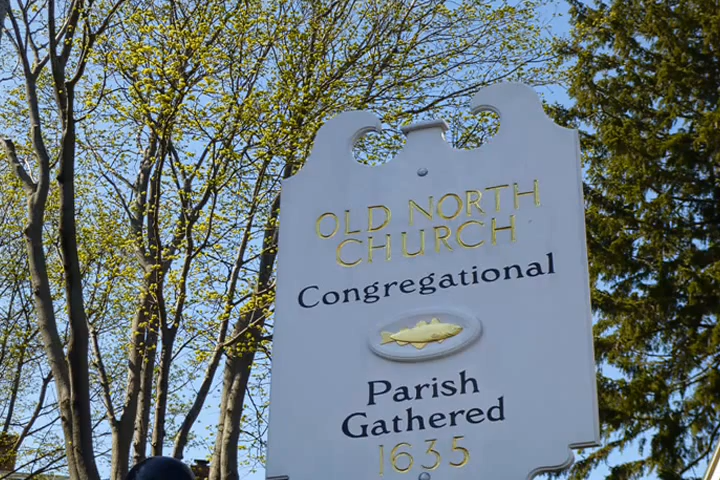 OLD NORTH
CHURCH
Congregational
Parish
Gathered
1635